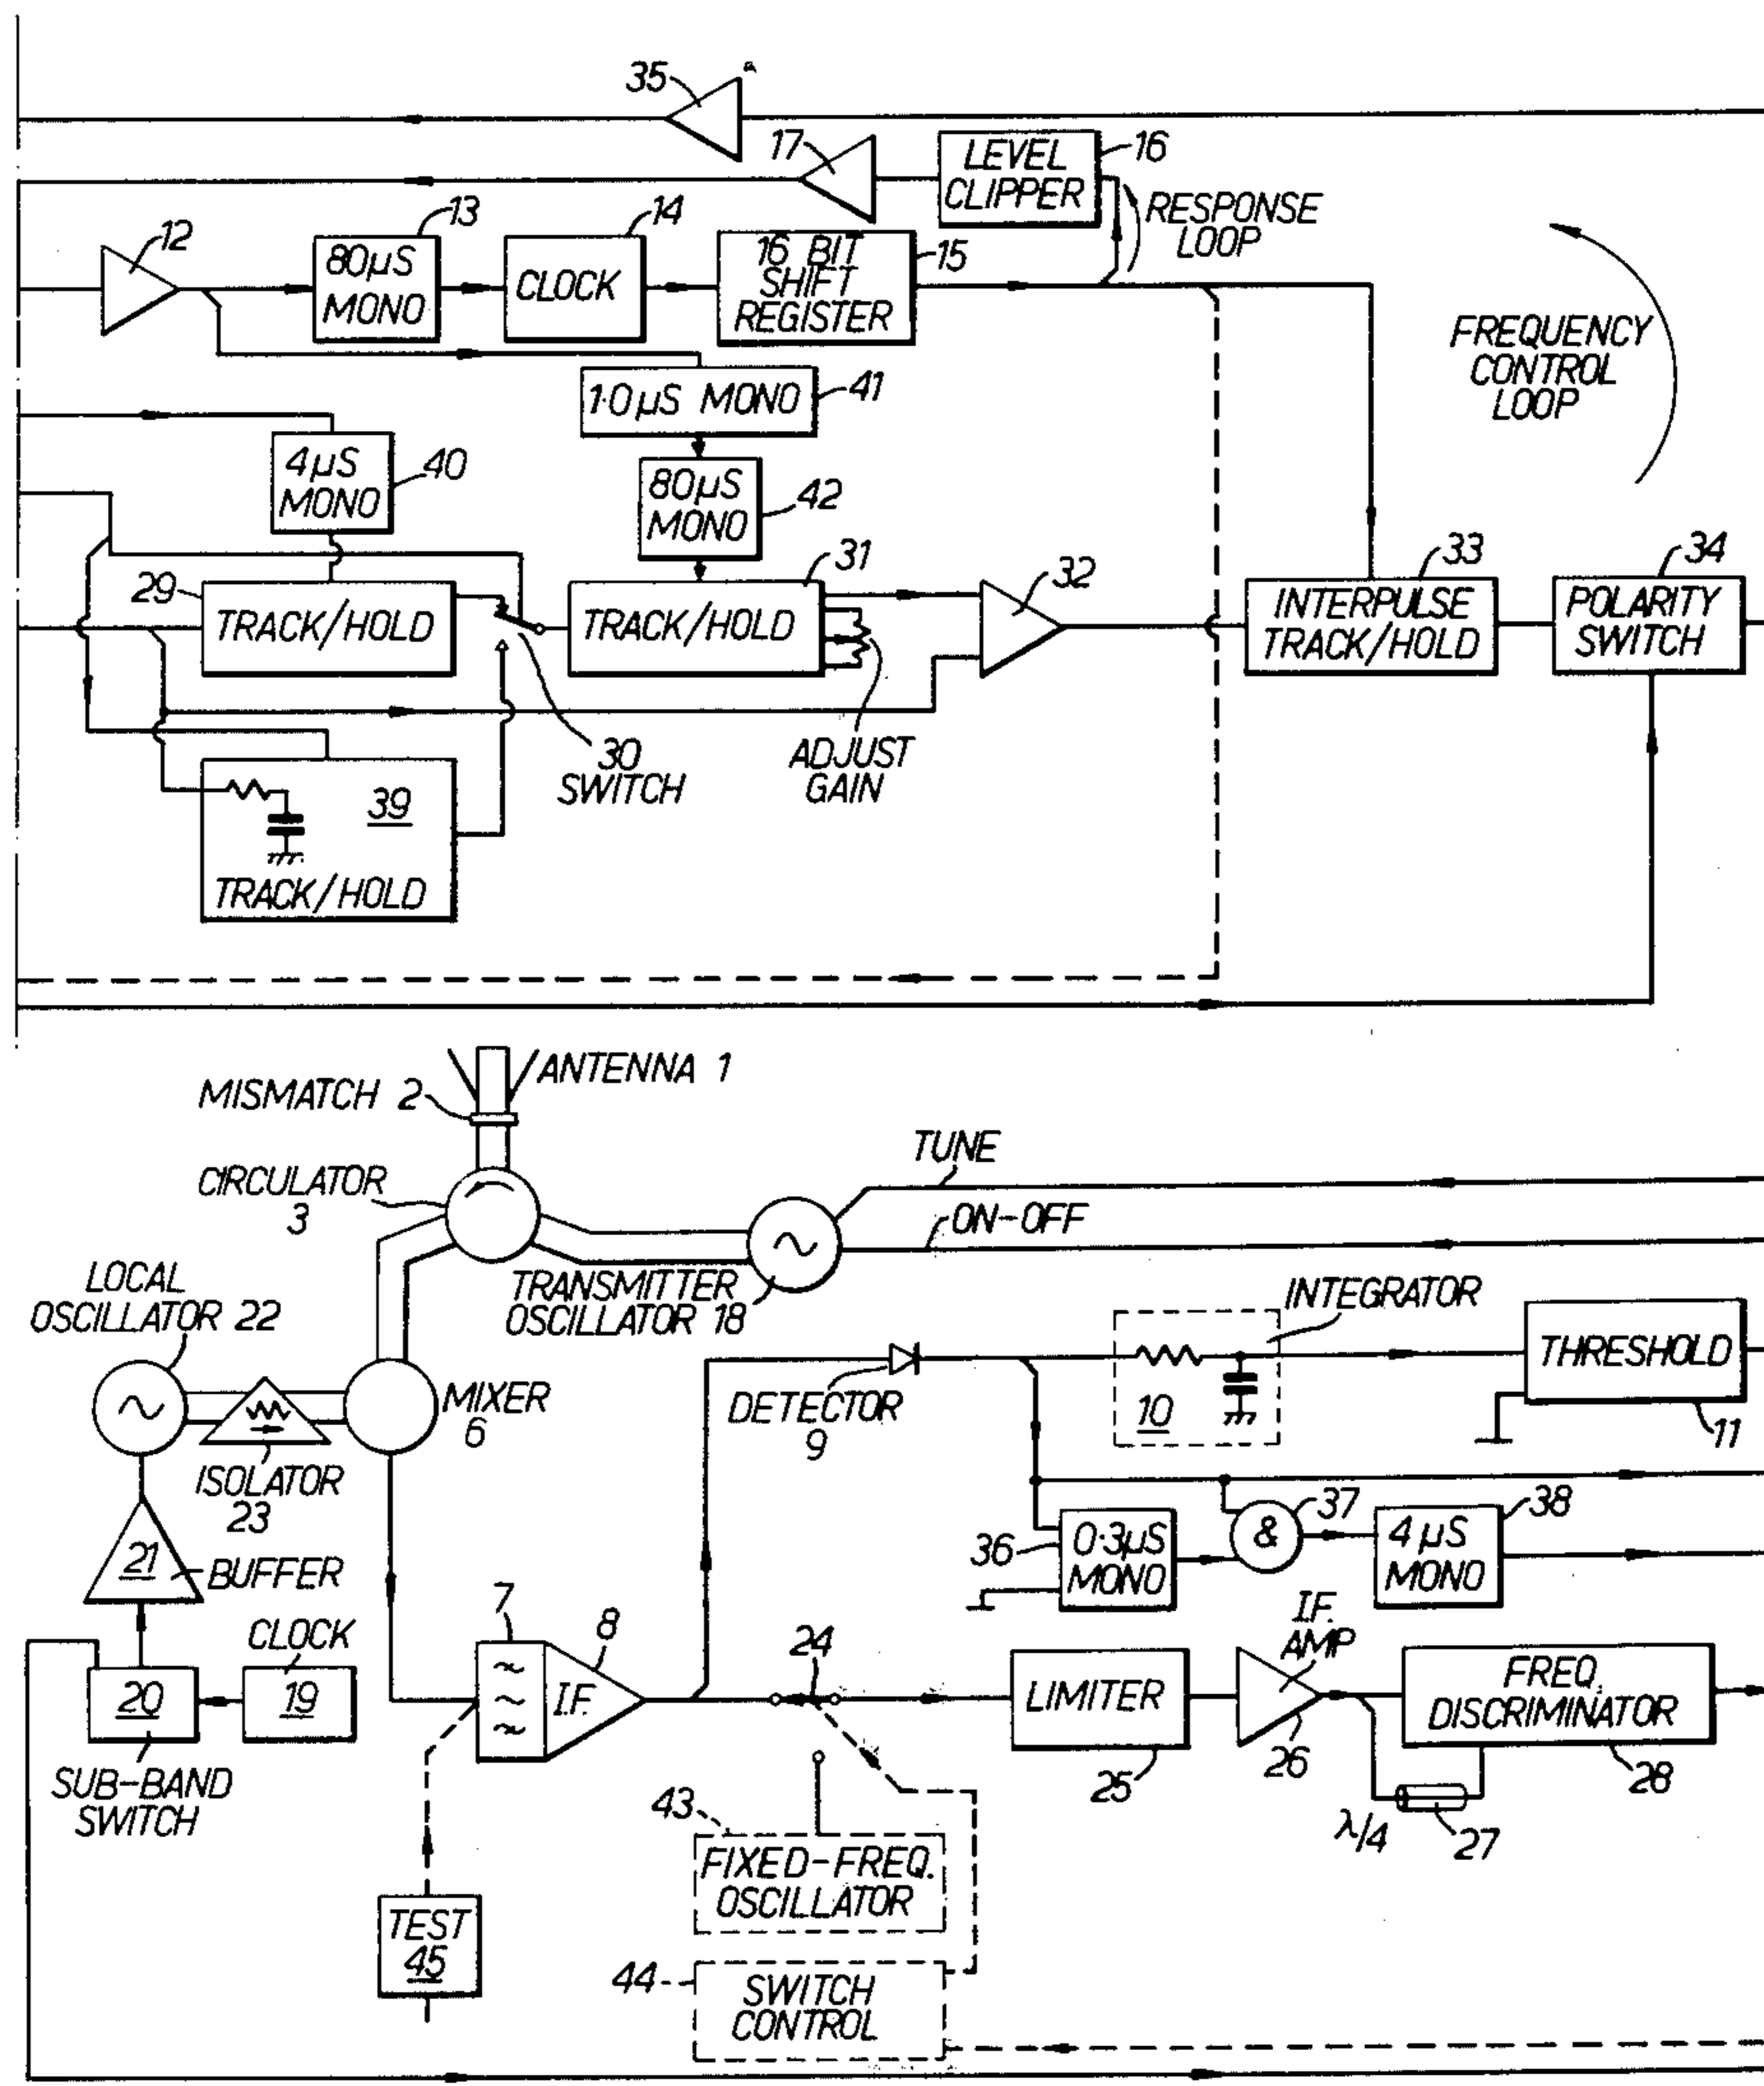 35
17
LEVEL
CLIPPER
16
RESPONSE
LOOP
12
13
80µS
MONO
14
CLOCK
16 BIT
SHIFT
REGISTER
15
FREQUENCY
CONTROL
LOOP
1·0 µS MONO
41
4µS
MONO
40
80µS
MONO
42
29
TRACK/HOLD
31
TRACK/HOLD
32
33
INTERPULSE
TRACK/HOLD
34
POLARITY
SWITCH
30
SWITCH
ADJUST
GAIN
39
TRACK/HOLD
ANTENNA 1
MISMATCH 2
CIRCULATOR
3
TUNE
ON-OFF
TRANSMITTER
OSCILLATOR 18
LOCAL
OSCILLATOR 22
MIXER
6
ISOLATOR
23
DETECTOR
9
INTEGRATOR
10
THRESHOLD
11
21
BUFFER
36
0·3µS
MONO
&
37
4µS
MONO
38
CLOCK
19
20
SUB-BAND
SWITCH
7
I.F.
8
24
LIMITER
25
I.F.
AMP
26
FREQ.
DISCRIMINATOR
28
λ/4
27
43
FIXED-FREQ.
OSCILLATOR
TEST
45
44
SWITCH
CONTROL